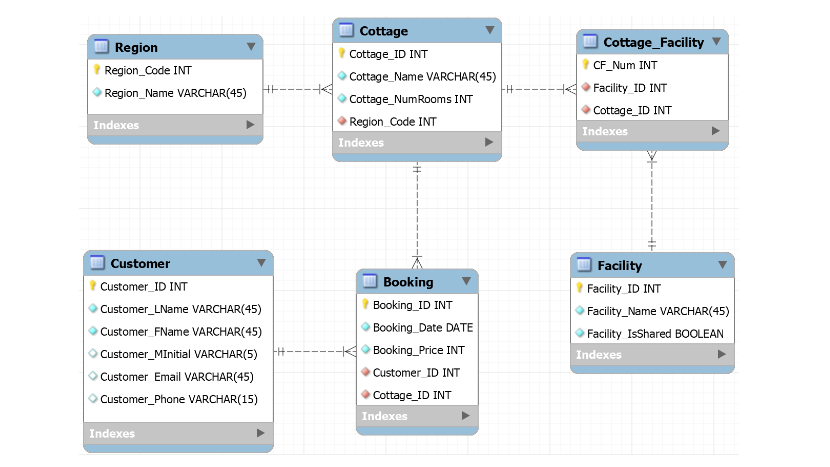 Region
Region_Code INT
Region_Name VARCHAR(45)
Indexes
Cottage
Cottage_ID INT
Cottage_Name VARCHAR(45)
Cottage_NumRooms INT
Region_Code INT
Indexes
Cottage_Facility
CF_Num INT
Facility_ID INT
Cottage_ID INT
Indexes
Customer
Customer_ID INT
Customer_LName VARCHAR(45)
Customer_FName VARCHAR(45)
Customer_MInitial VARCHAR(5)
Customer_Email VARCHAR(45)
Customer_Phone VARCHAR(15)
Indexes
Booking
Booking_ID INT
Booking_Date DATE
Booking_Price INT
Customer_ID INT
Cottage_ID INT
Indexes
Facility
Facility_ID INT
Facility_Name VARCHAR(45)
Facility_IsShared BOOLEAN
Indexes